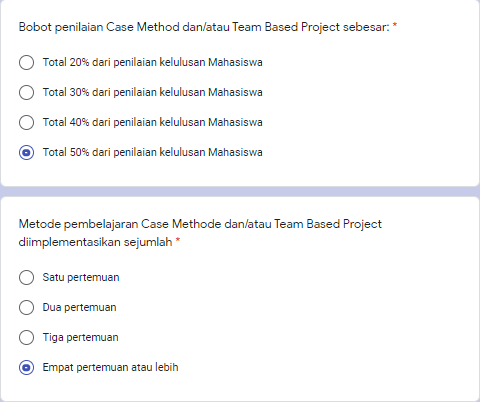 Bobot penilaian Case Method dan/atau Team Based Project sebesar: *
Total 20% dari penilaian kelulusan Mahasiswa
Total 30% dari penilaian kelulusan Mahasiswa
Total 40% dari penilaian kelulusan Mahasiswa
Total 50% dari penilaian kelulusan Mahasiswa
Metode pembelajaran Case Methode dan/atau Team Based Project
diimplementasikan sejumlah *
Satu pertemuan
Dua pertemuan
Tiga pertemuan
Empat pertemuan atau lebih